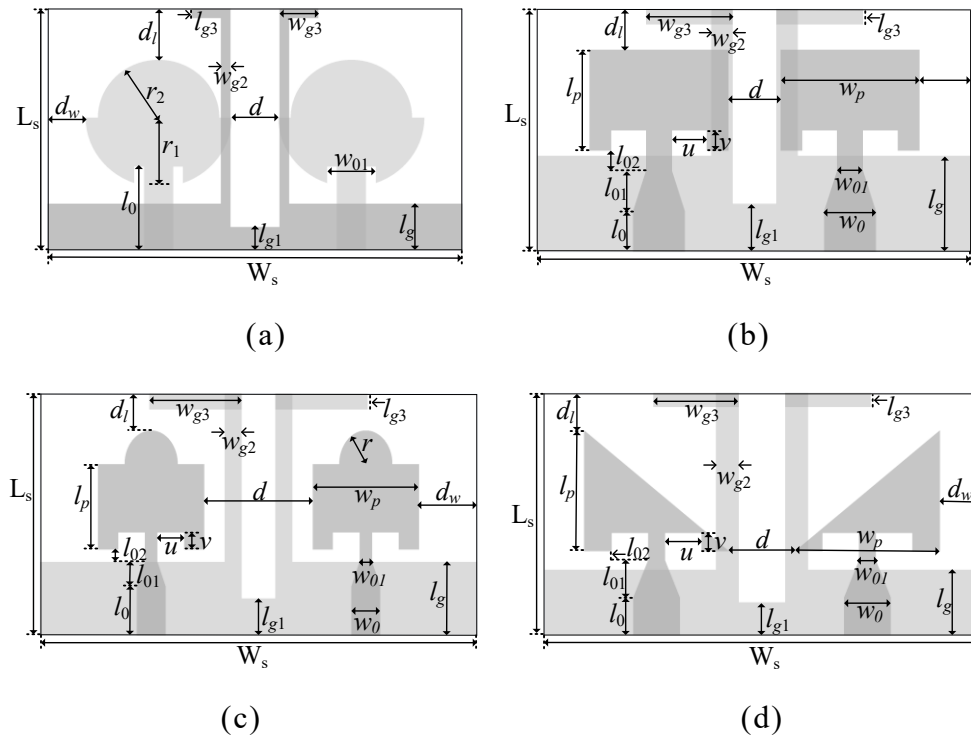 d_l l_g3 w_g3
w_g2
r_2 d
L_s d_w r_1
w_01
l_0 l_g1 l_g
W_s
(a)
d_l w_g3 l_g3
w_g2
l_p d w_p
L_s
l_02 u v
l_01 w_01
l_0 l_g1 w_0 l_g
W_s
(b)
d_l w_g3 l_g3
w_g2 r
L_s l_p d w_p d_w
l_02 u v
l_01 w_01
l_0 l_g1 w_0 l_g
W_s
(c)
d_l w_g3 l_g3
w_g2
L_s l_p d_w
l_02 u v d w_p
l_01 w_01
l_0 l_g1 w_0 l_g
W_s
(d)